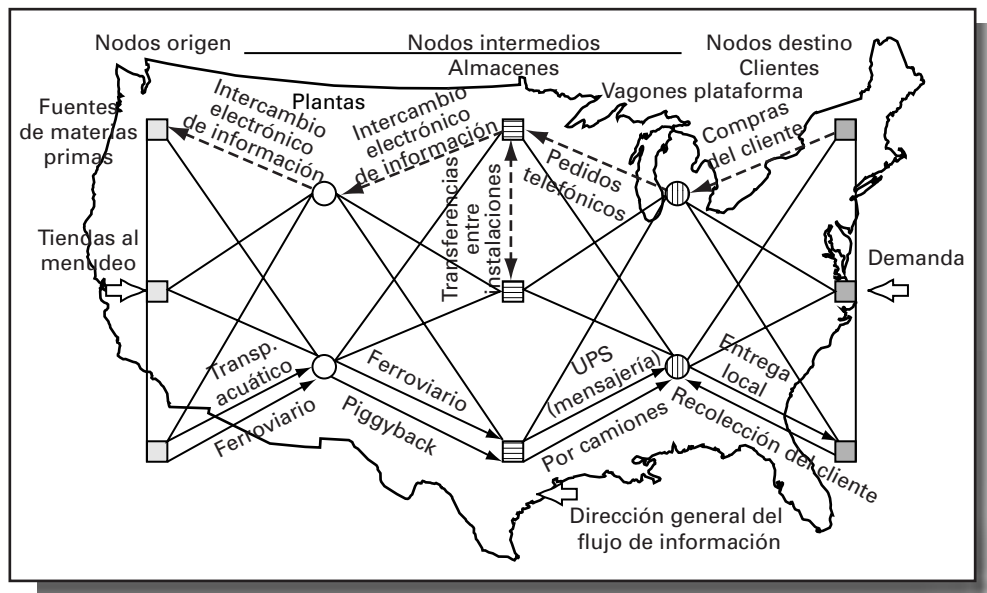 Nodos origen
Nodos intermedios
Nodos destino
Almacenes
Clientes
Fuentes
de materias
primas
Intercambio
electrónico
de información
Plantas
Intercambio
electrónico
de información
Vagones plataforma
Compras
del cliente
Pedidos
telefónicos
Transferencias
entre
instalaciones
Tiendas al
menudeo
Demanda
Transp.
acuático
Ferroviario
Ferroviario
Piggyback
UPS
(mensajería)
Por camiones
Entrega
local
Recolección del cliente
Dirección general del
flujo de información